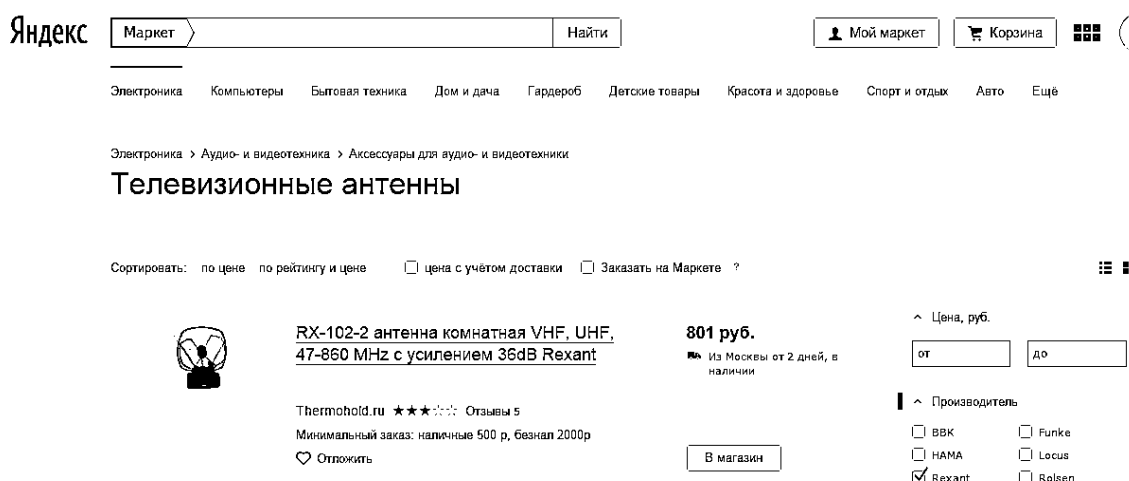 Яндекс Маркет Найти Мой маркет Корзина
Электроника Компьютеры Бытовая техника Дом и дача Гардероб Детские товары Красота и здоровье Спорт и отдых Авто Ещё
Электроника > Аудио- и видеотехника > Аксессуары для аудио- и видеотехники
Телевизионные антенны
Сортировать: по цене по рейтингу и цене цена с учётом доставки Заказать на Маркете ?
RX-102-2 антенна комнатная VHF, UHF,
47-860 MHz с усилением 36dB Rexant
Thermohold.ru Отзывы 5
Минимальный заказ: наличные 500 р, безнал 2000р
Отложить
801 руб.
Из Москвы от 2 дней, в
наличии
В магазин
Цена, руб.
от до
Производитель
BBK Funke
HAMA Locus
Rexant Rolsen